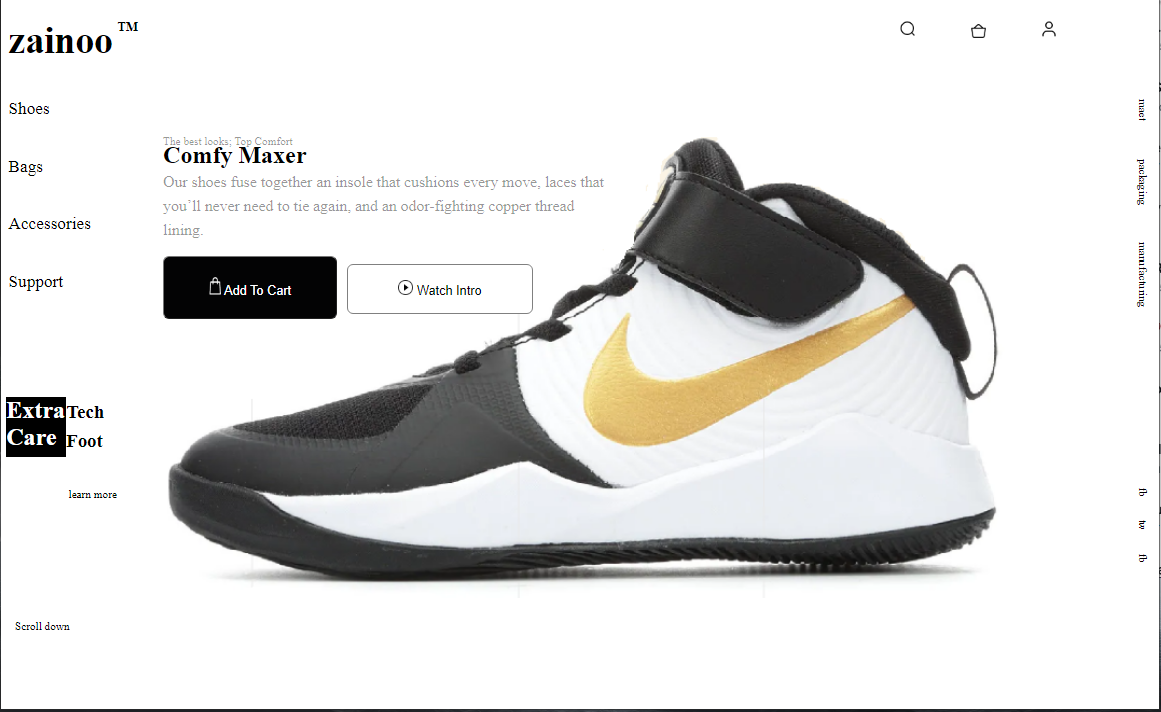 zainoo TM
Shoes
Bags
Accessories
Support
The best looks; Top Comfort
Comfy Maxer
Our shoes fuse together an insole that cushions every move, laces that
you’ll never need to tie again, and an odor-fighting copper thread
lining.
Add To Cart
Watch Intro
Extra Tech
Care Foot
learn more
Scroll down
mact
packaging
manufacturing
fb
tw
fb